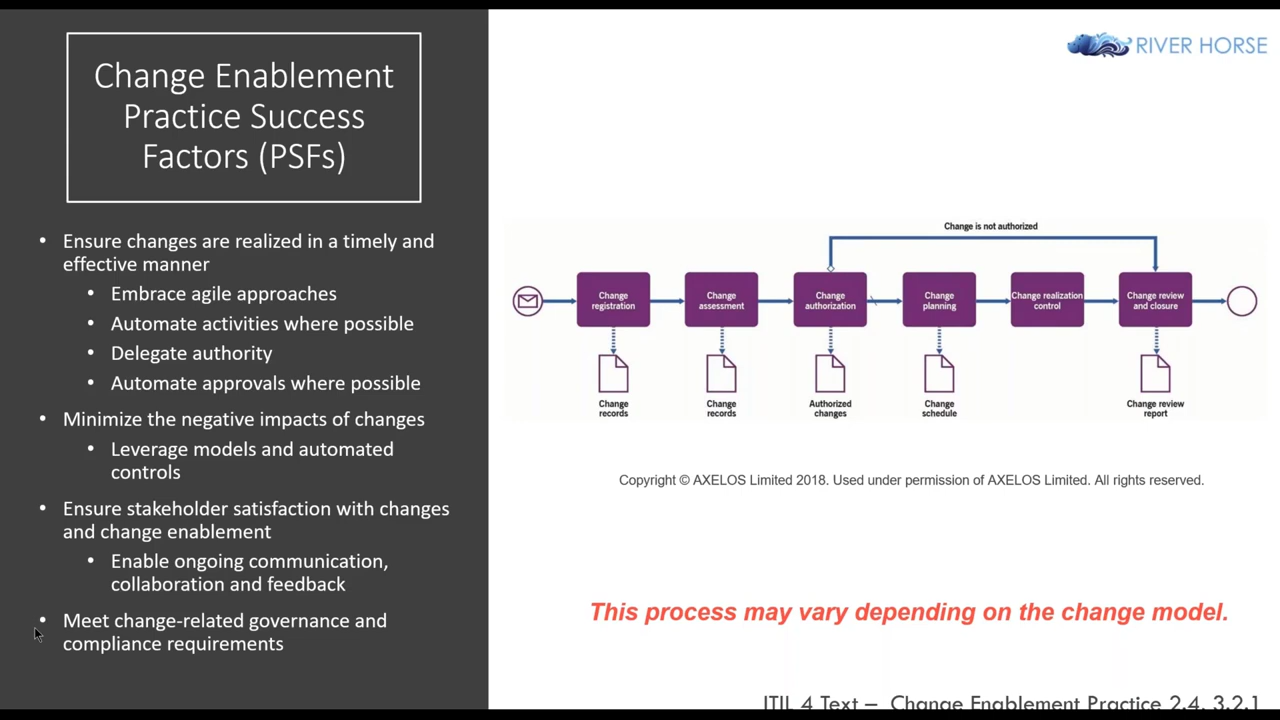 Change Enablement
Practice Success
Factors (PSFs)
• Ensure changes are realized in a timely and
effective manner
• Embrace agile approaches
• Automate activities where possible
• Delegate authority
• Automate approvals where possible
• Minimize the negative impacts of changes
• Leverage models and automated
controls
• Ensure stakeholder satisfaction with changes
and change enablement
• Enable ongoing communication,
collaboration and feedback
• Meet change-related governance and
compliance requirements
RIVER HORSE
Change is not authorized
Change
registration
Change
assessment
Change
authorization
Change
planning
Change realization
control
Change review
and closure
Change
records
Change
records
Authorized
changes
Change
schedule
Change review
report
Copyright © AXELOS Limited 2018. Used under permission of AXELOS Limited. All rights reserved.
This process may vary depending on the change model.
ITIL 4 Text – Change Enablement Practice 2.4, 3.2.1